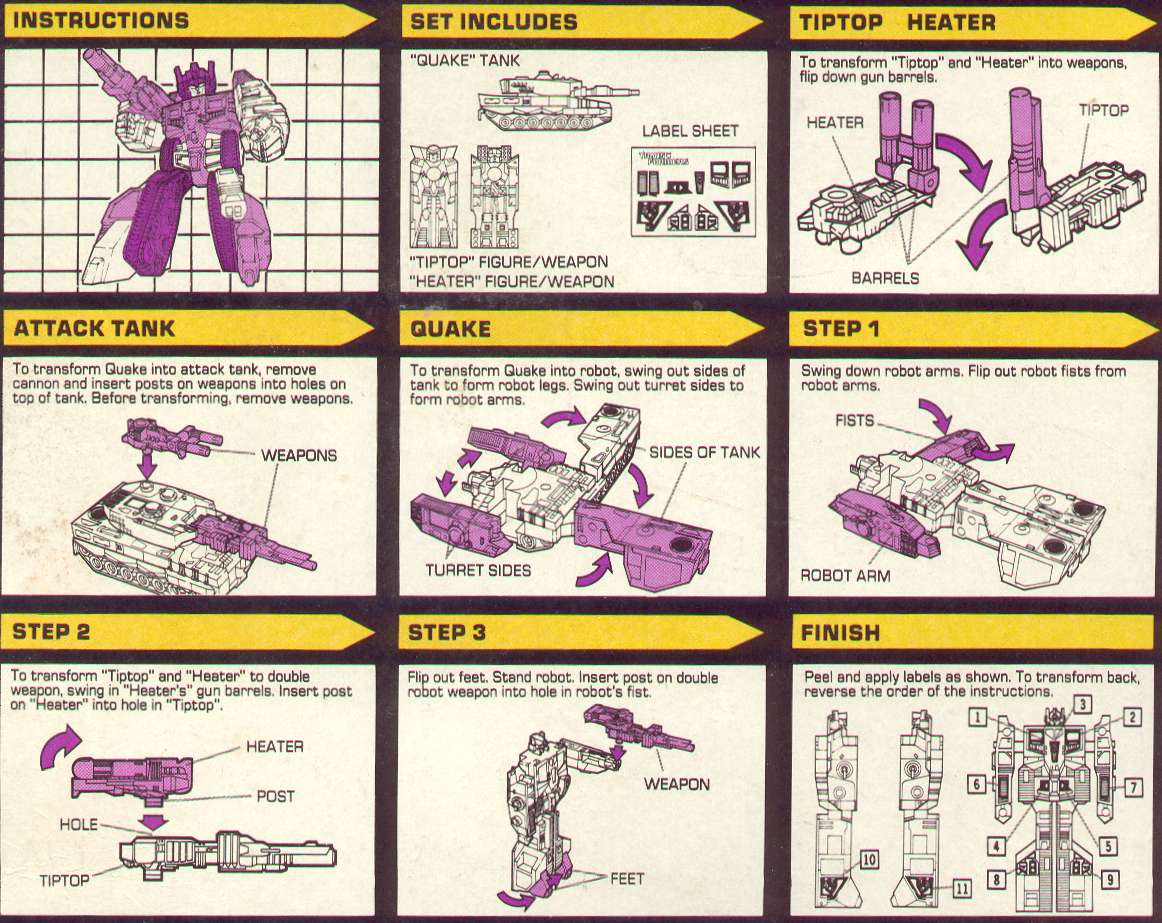 INSTRUCTIONS
SET INCLUDES
"QUAKE" TANK
LABEL SHEET
TRANSFORMERS
"TIPTOP" FIGURE/WEAPON
"HEATER" FIGURE/WEAPON
TIPTOP HEATER
To transform "Tiptop" and "Heater" into weapons,
flip down gun barrels.
HEATER
TIPTOP
BARRELS
ATTACK TANK
To transform Quake into attack tank, remove
cannon and insert posts on weapons into holes on
top of tank. Before transforming, remove weapons.
WEAPONS
QUAKE
To transform Quake into robot, swing out sides of
tank to form robot legs. Swing out turret sides to
form robot arms.
SIDES OF TANK
TURRET SIDES
STEP 1
Swing down robot arms. Flip out robot fists from
robot arms.
FISTS
ROBOT ARM
STEP 2
To transform "Tiptop" and "Heater" to double
weapon, swing in "Heater's" gun barrels. Insert post
on "Heater" into hole in "Tiptop".
HEATER
POST
HOLE
TIPTOP
STEP 3
Flip out feet. Stand robot. Insert post on double
robot weapon into hole in robot's fist.
WEAPON
FEET
FINISH
Peel and apply labels as shown. To transform back,
reverse the order of the instructions.
1
3
2
6
7
4
5
10
8
9
11